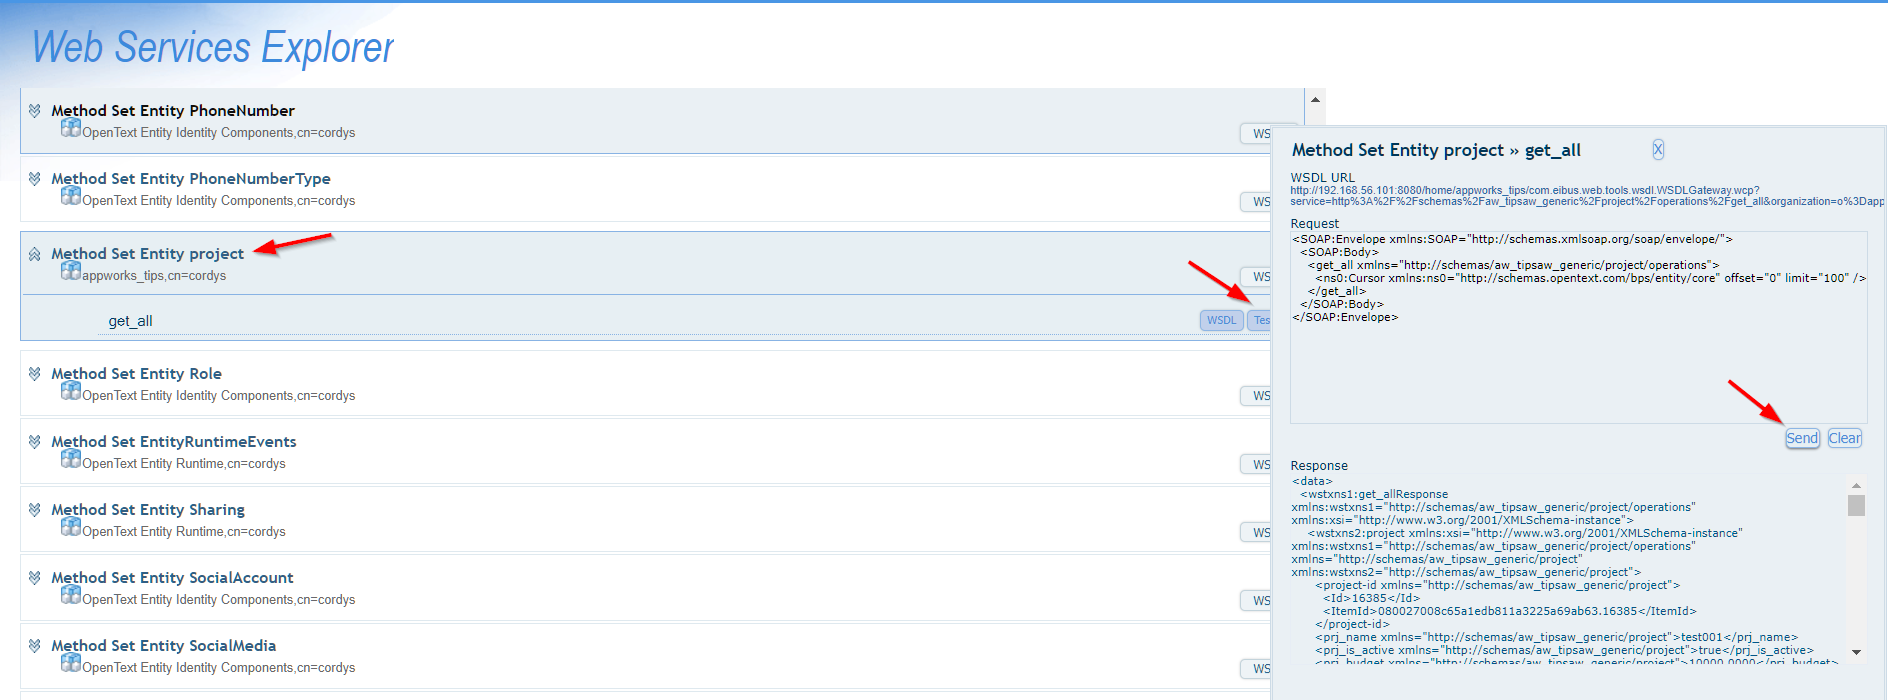 Web Services Explorer
Method Set Entity PhoneNumber
OpenText Entity Identity Components,cn=cordys
WS
Method Set Entity PhoneNumberType
OpenText Entity Identity Components,cn=cordys
WS
Method Set Entity project
appworks_tips,cn=cordys
WS
get_all
WSDL
Tes
Method Set Entity Role
OpenText Entity Identity Components,cn=cordys
WS
Method Set EntityRuntimeEvents
OpenText Entity Runtime,cn=cordys
WS
Method Set Entity Sharing
OpenText Entity Runtime,cn=cordys
WS
Method Set Entity SocialAccount
OpenText Entity Identity Components,cn=cordys
WS
Method Set Entity SocialMedia
OpenText Entity Identity Components,cn=cordys
WS
Method Set Entity project » get_all
X
WSDL URL
http://192.168.56.101:8080/home/appworks_tips/com.eibus.web.tools.wsdl.WSDLGateway.wcp?
service=http%3A%2F%2Fschemas%2Faw_tipsaw_generic%2Fproject%2Foperations%2Fget_all&organization=o%3Dapp
Request
<SOAP:Envelope xmlns:SOAP="http://schemas.xmlsoap.org/soap/envelope/">
<SOAP:Body>
<get_all xmlns="http://schemas/aw_tipsaw_generic/project/operations">
<ns0:Cursor xmlns:ns0="http://schemas.opentext.com/bps/entity/core" offset="0" limit="100" />
</get_all>
</SOAP:Body>
</SOAP:Envelope>
Send
Clear
Response
<data>
<wstxns1:get_allResponse
xmlns:wstxns1="http://schemas/aw_tipsaw_generic/project/operations"
xmlns:xsi="http://www.w3.org/2001/XMLSchema-instance">
<wstxns2:project xmlns:xsi="http://www.w3.org/2001/XMLSchema-instance"
xmlns:wstxns1="http://schemas/aw_tipsaw_generic/project/operations"
xmlns="http://schemas/aw_tipsaw_generic/project"
xmlns:wstxns2="http://schemas/aw_tipsaw_generic/project">
<project-id xmlns="http://schemas/aw_tipsaw_generic/project">
<Id>16385</Id>
<ItemId>080027008c65a1edb811a3225a69ab63.16385</ItemId>
</project-id>
<prj_name xmlns="http://schemas/aw_tipsaw_generic/project">test001</prj_name>
<prj_is_active xmlns="http://schemas/aw_tipsaw_generic/project">true</prj_is_active>
<prj_budget xmlns="http://schemas/aw_tipsaw_generic/project">10000.0000</prj_budget>